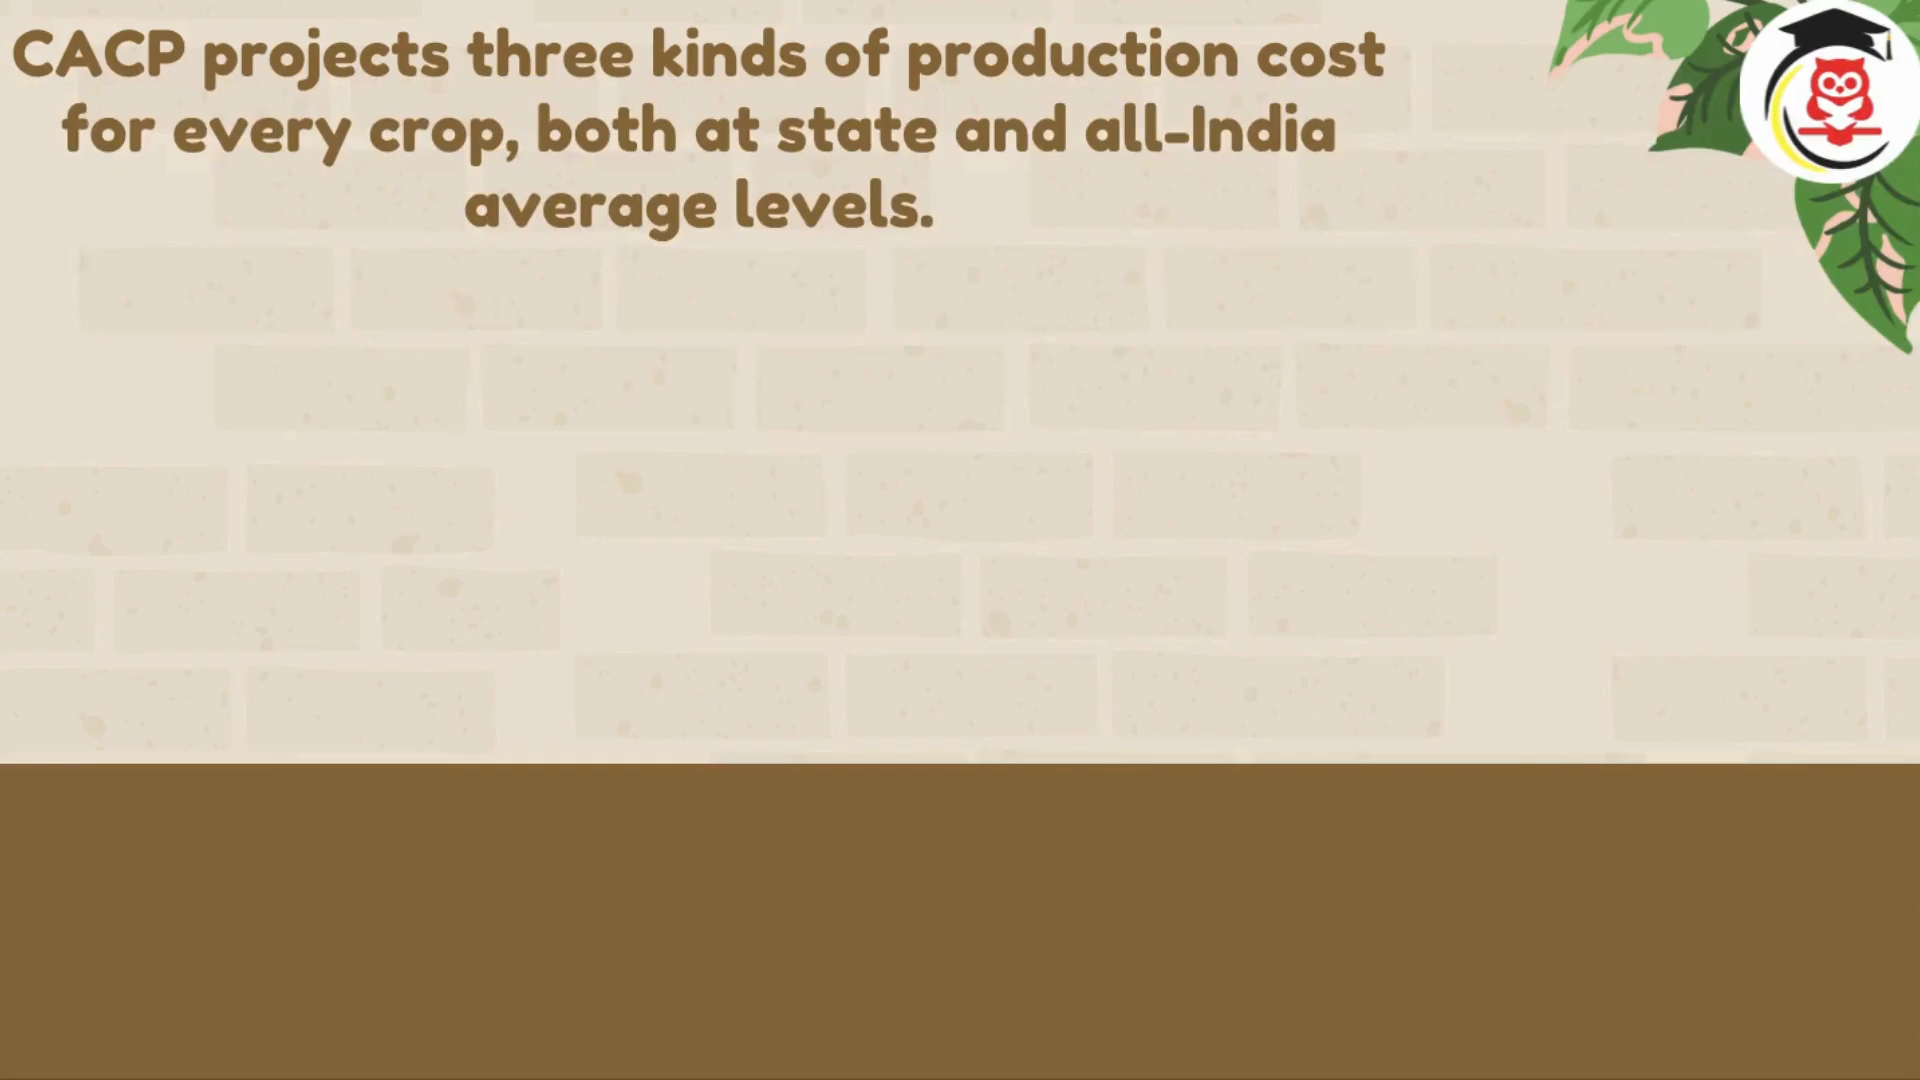 CACP projects three kinds of production cost
for every crop, both at state and all-India
average levels.